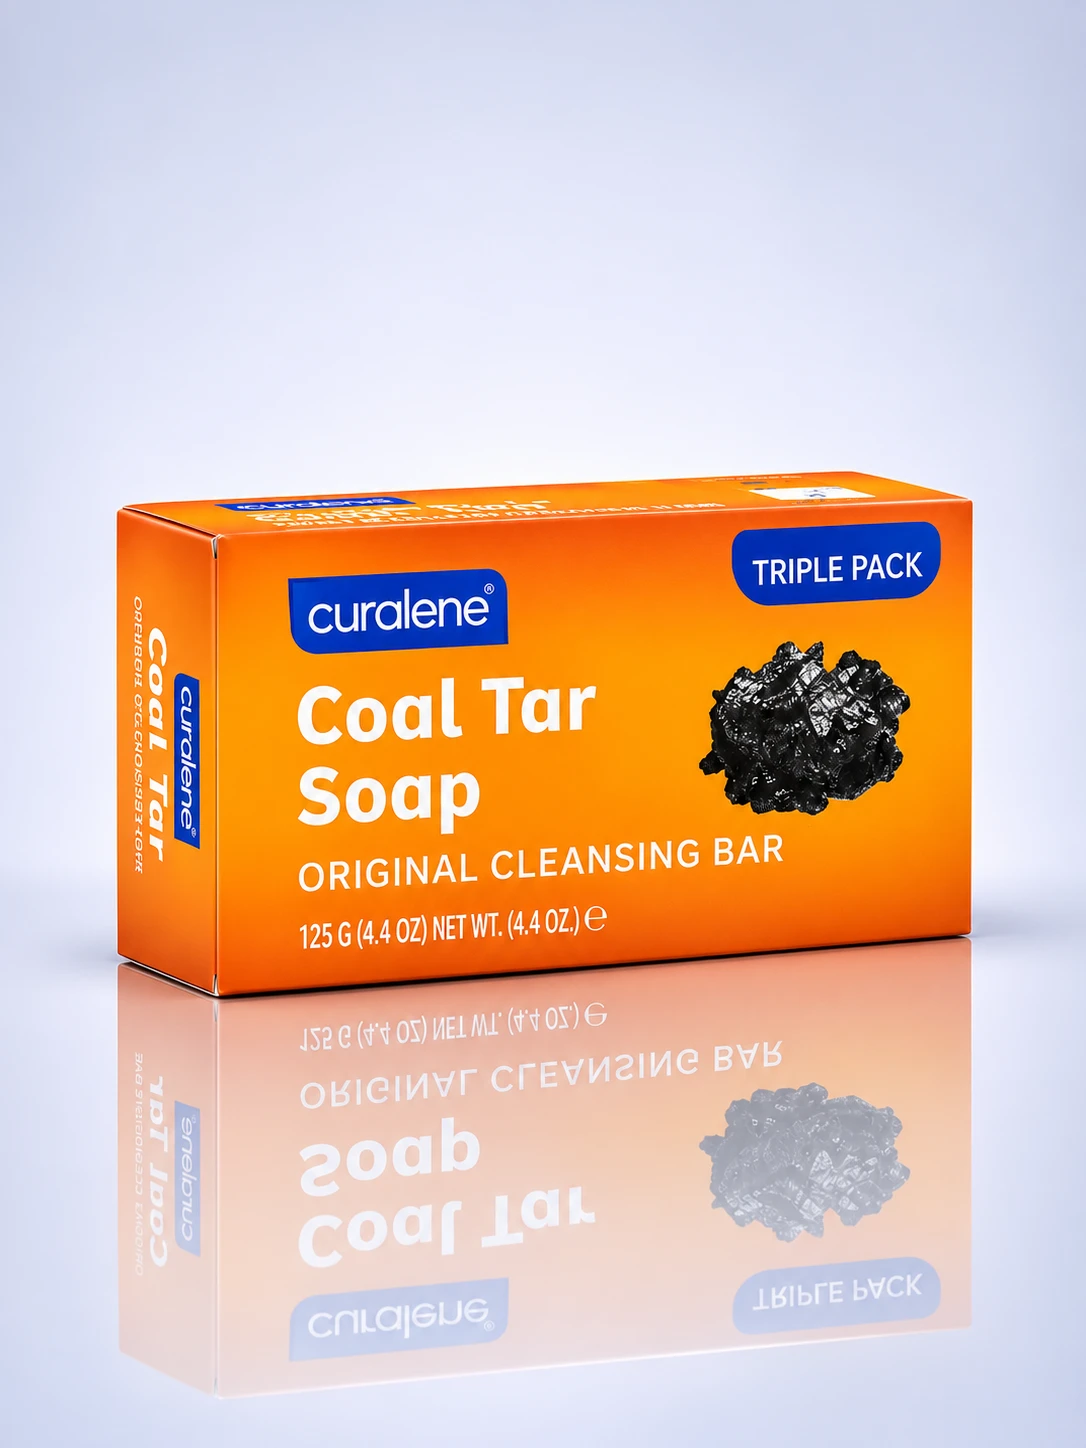 curalene®
TRIPLE PACK
Coal Tar
Soap
ORIGINAL CLEANSING BAR
125 G (4.4 OZ) NET WT. (4.4 OZ.) ℮
curalene®
Coal Tar